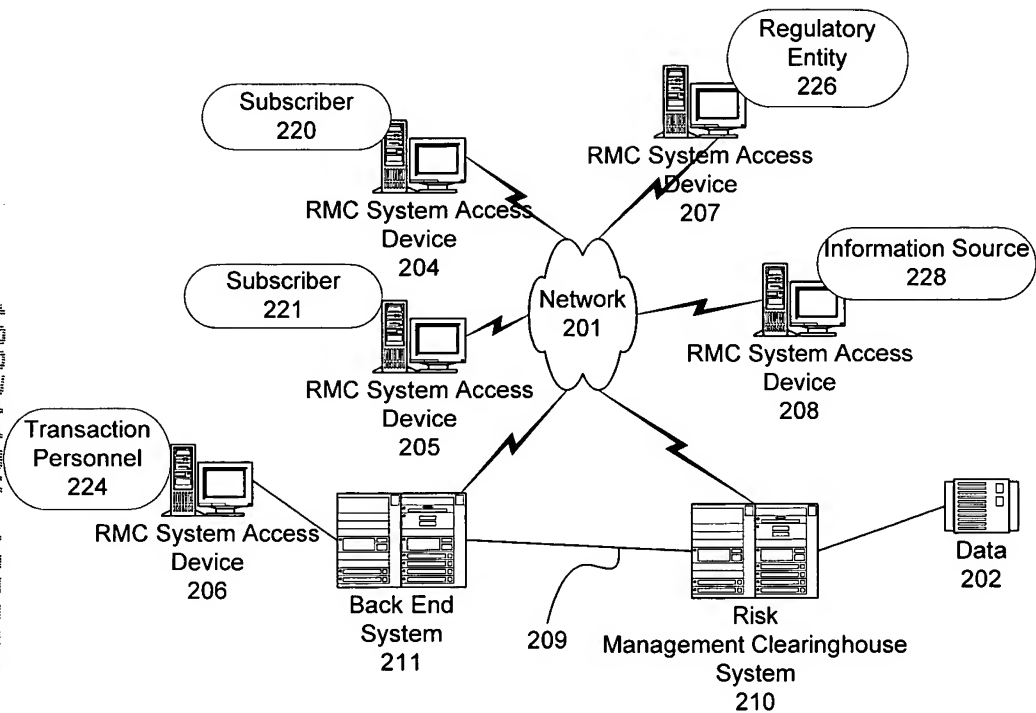 Regulatory
Entity
226
Subscriber
220
RMC System Access
Device
207
RMC System Access
Device
204
Information Source
228
Subscriber
221
Network
201
RMC System Access
Device
208
RMC System Access
Device
205
Transaction
Personnel
224
RMC System Access
Device
206
Data
202
Back End
System
211
209
Risk
Management Clearinghouse
System
210